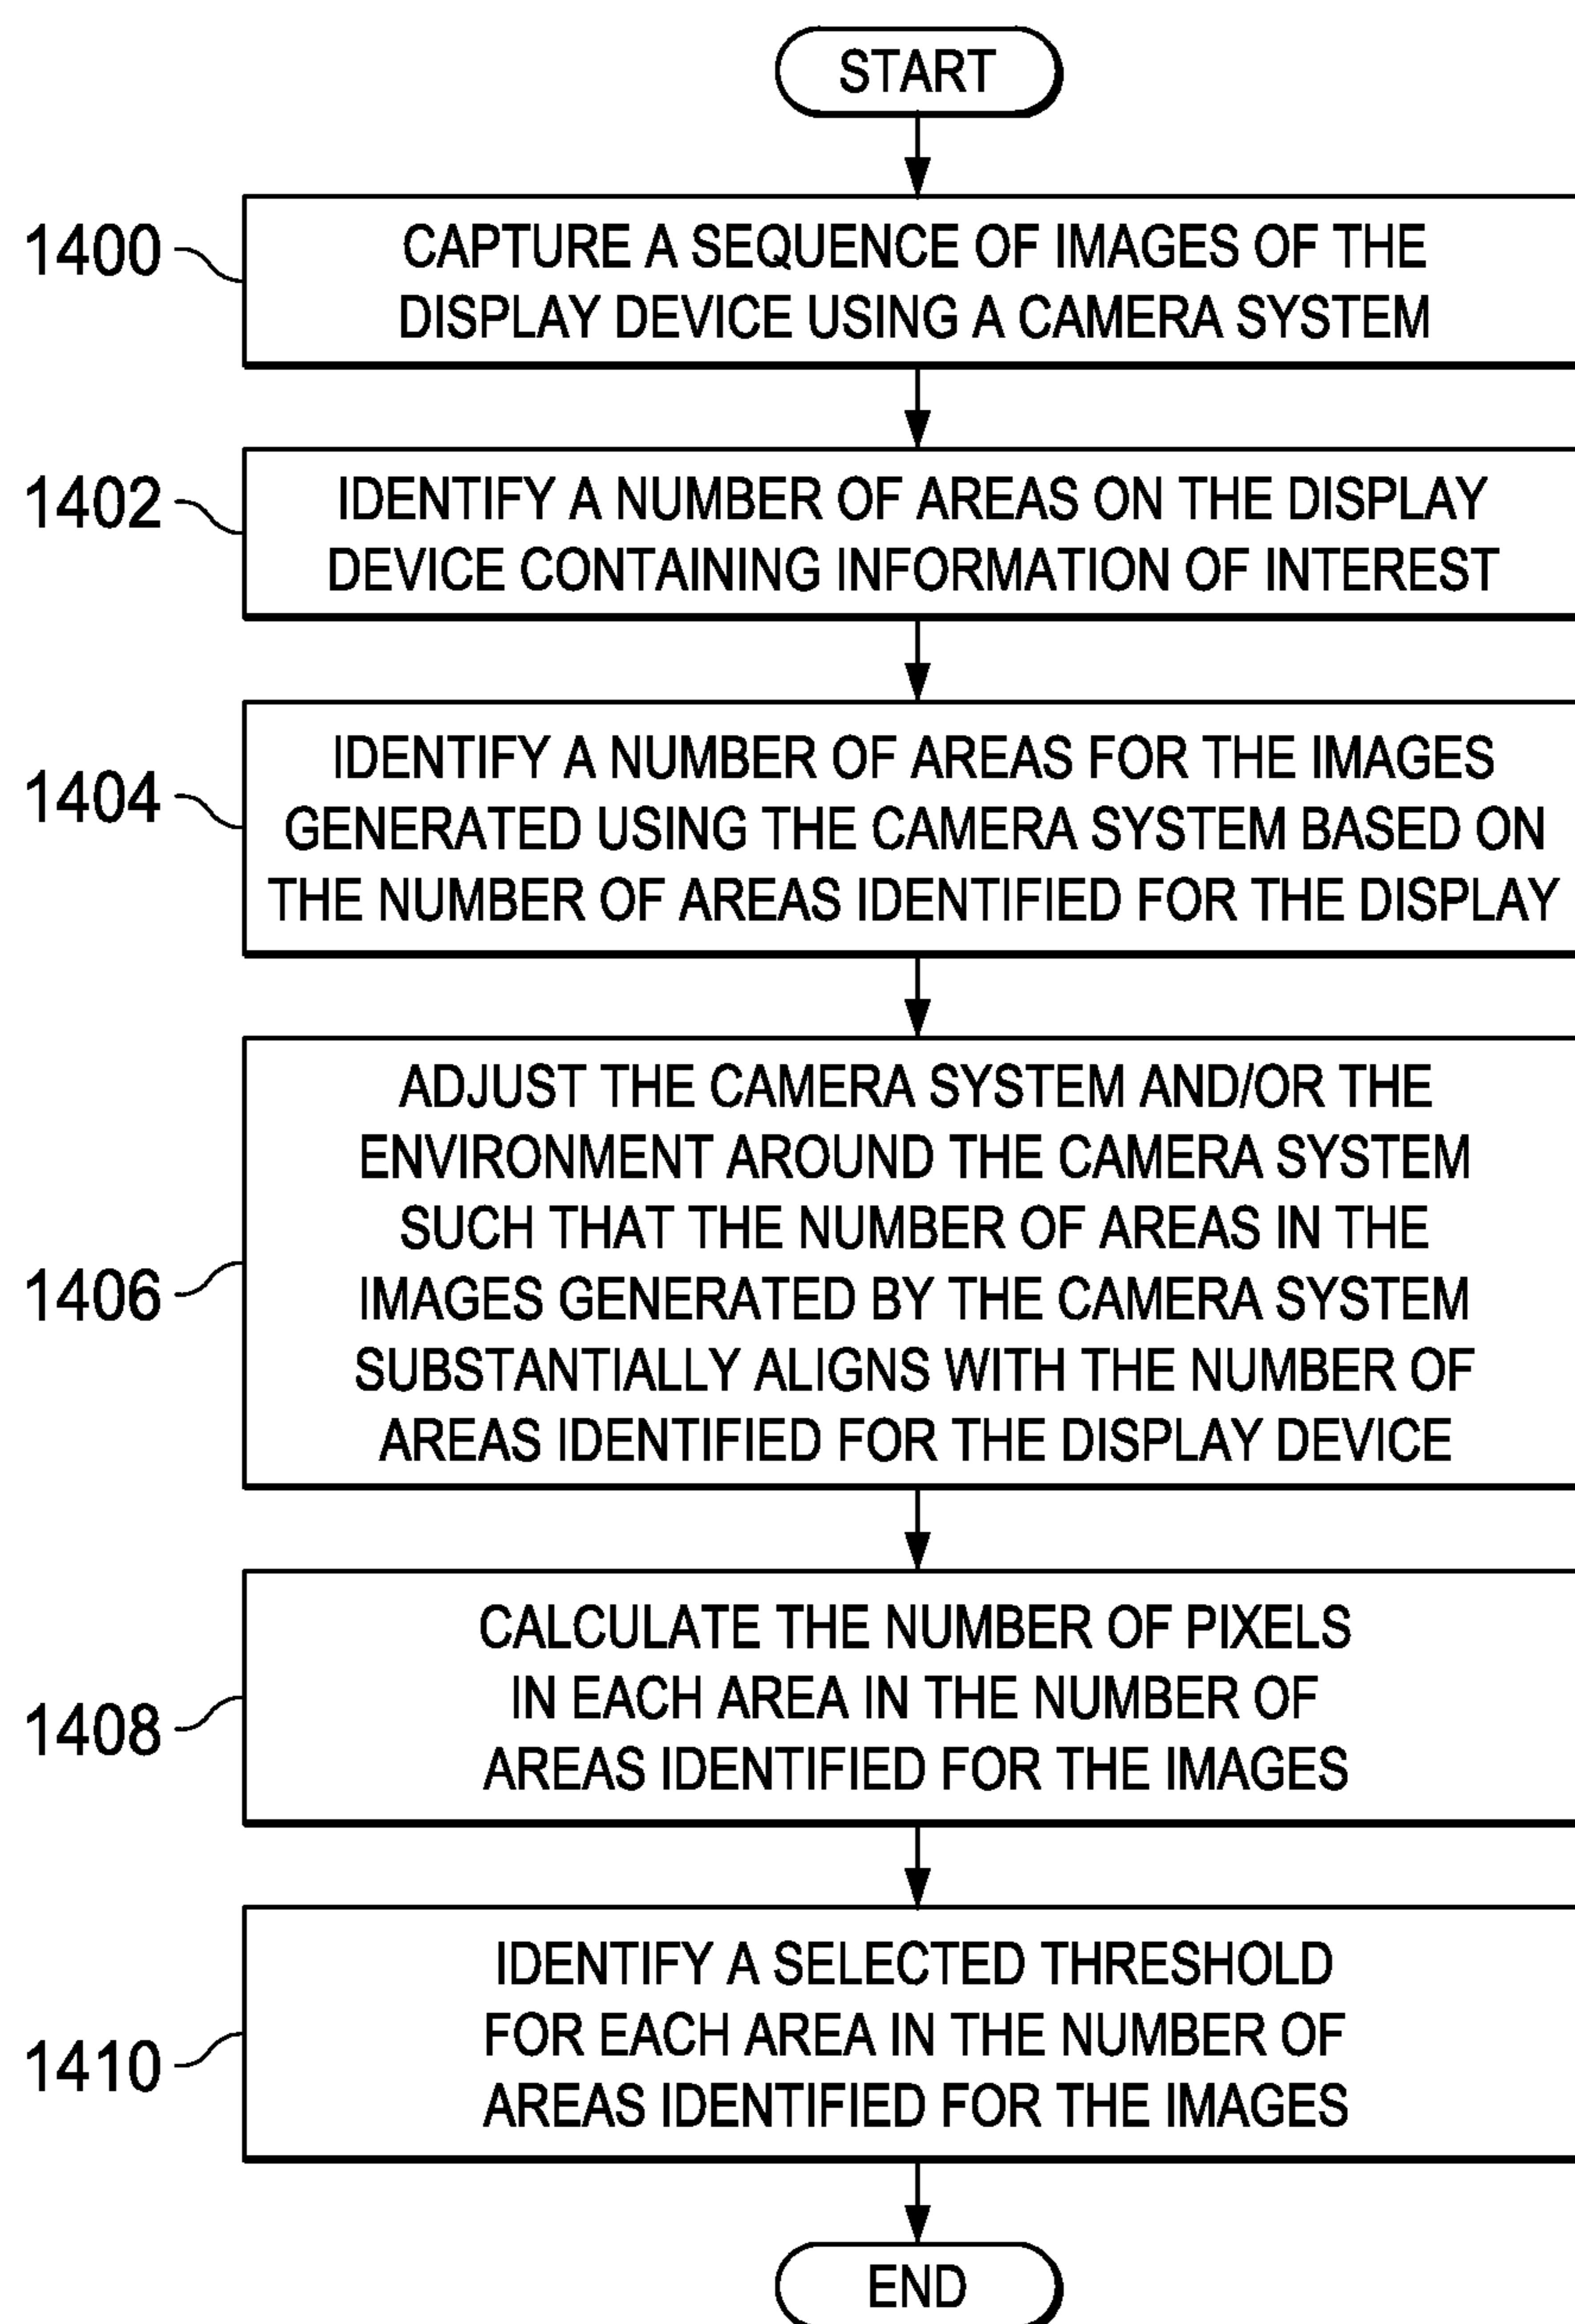 START
1400
CAPTURE A SEQUENCE OF IMAGES OF THE
DISPLAY DEVICE USING A CAMERA SYSTEM
1402
IDENTIFY A NUMBER OF AREAS ON THE DISPLAY
DEVICE CONTAINING INFORMATION OF INTEREST
1404
IDENTIFY A NUMBER OF AREAS FOR THE IMAGES
GENERATED USING THE CAMERA SYSTEM BASED ON
THE NUMBER OF AREAS IDENTIFIED FOR THE DISPLAY
1406
ADJUST THE CAMERA SYSTEM AND/OR THE
ENVIRONMENT AROUND THE CAMERA SYSTEM
SUCH THAT THE NUMBER OF AREAS IN THE
IMAGES GENERATED BY THE CAMERA SYSTEM
SUBSTANTIALLY ALIGNS WITH THE NUMBER OF
AREAS IDENTIFIED FOR THE DISPLAY DEVICE
1408
CALCULATE THE NUMBER OF PIXELS
IN EACH AREA IN THE NUMBER OF
AREAS IDENTIFIED FOR THE IMAGES
1410
IDENTIFY A SELECTED THRESHOLD
FOR EACH AREA IN THE NUMBER OF
AREAS IDENTIFIED FOR THE IMAGES
END